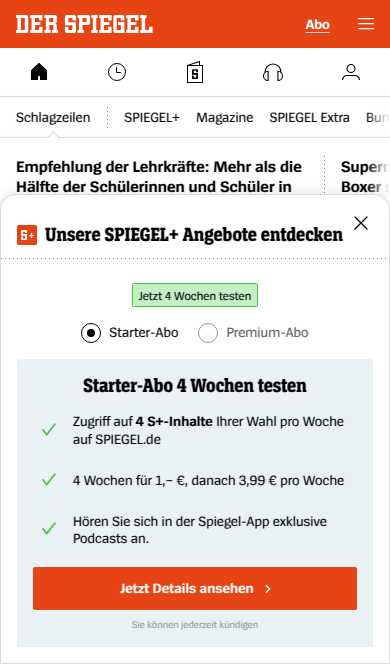 DER SPIEGEL
Abo
Schlagzeilen
SPIEGEL+
Magazine
SPIEGEL Extra
Empfehlung der Lehrkräfte: Mehr als die
Hälfte der Schülerinnen und Schüler in
Boxer
S+ Unsere SPIEGEL+ Angebote entdecken
Jetzt 4 Wochen testen
Starter-Abo
Premium-Abo
Starter-Abo 4 Wochen testen
Zugriff auf 4 S+-Inhalte Ihrer Wahl pro Woche
auf SPIEGEL.de
4 Wochen für 1,– €, danach 3,99 € pro Woche
Hören Sie sich in der Spiegel-App exklusive
Podcasts an.
Jetzt Details ansehen
Sie können jederzeit kündigen